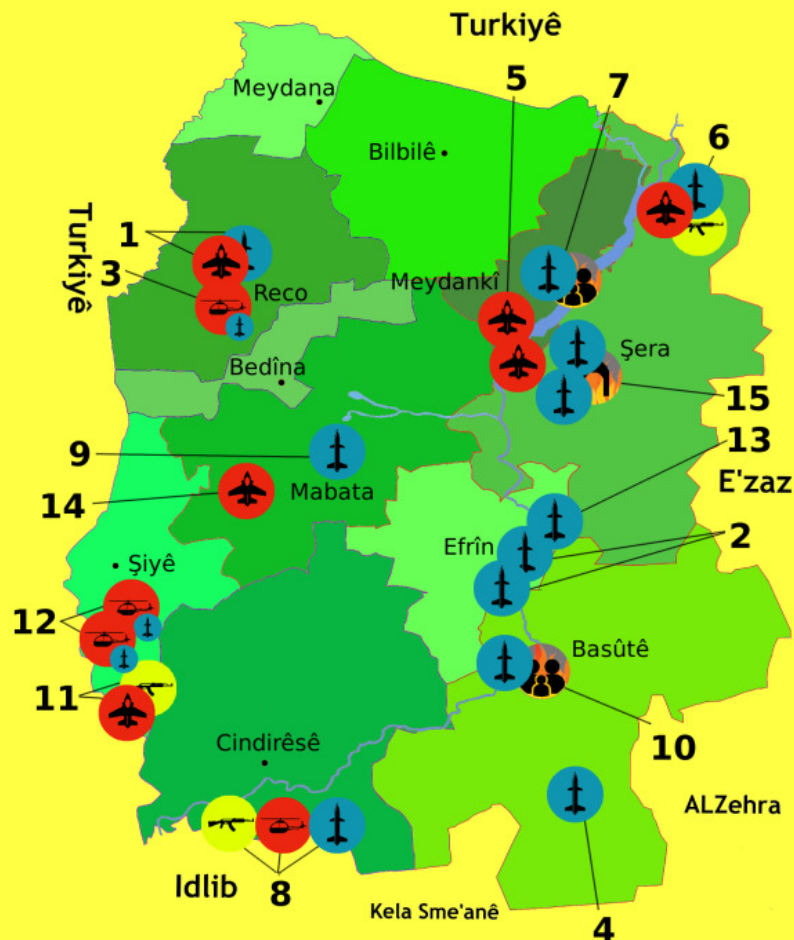 Turkiyê
5
7
Meydana
6
Bilbilê
Turkiyê
1
3
Reco
Meydankî
Şera
Bedîna
15
9
13
Mabata
14
E'zaz
Efrîn
2
Şiyê
12
Basûtê
11
10
Cindirêsê
ALZehra
Idlib
8
Kela Sme'anê
4